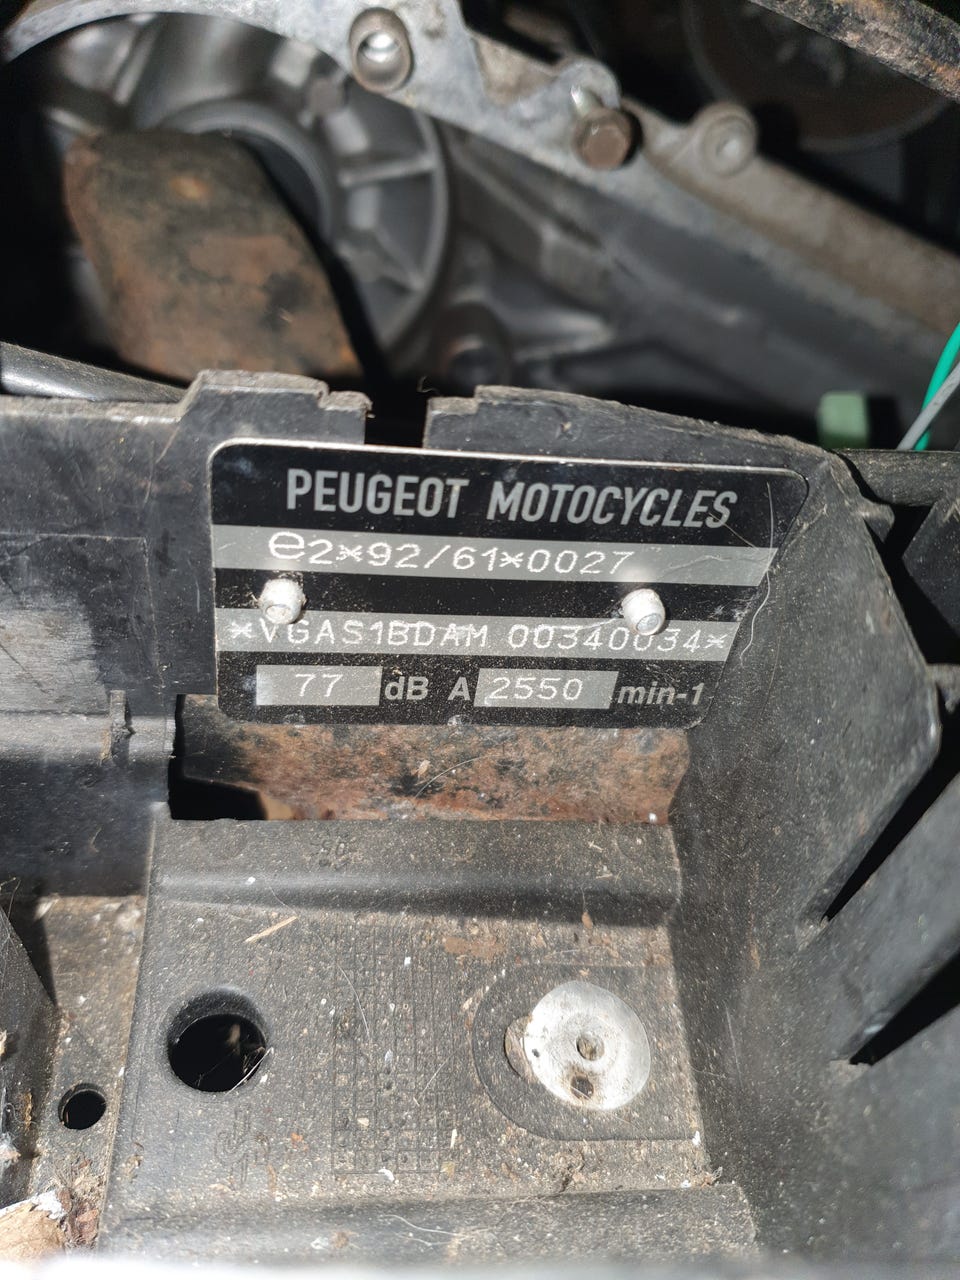 PEUGEOT MOTOCYCLES
e2*92/61*0027
*VGAS1BDAM 00340034*
77 dB A 2550 min-1